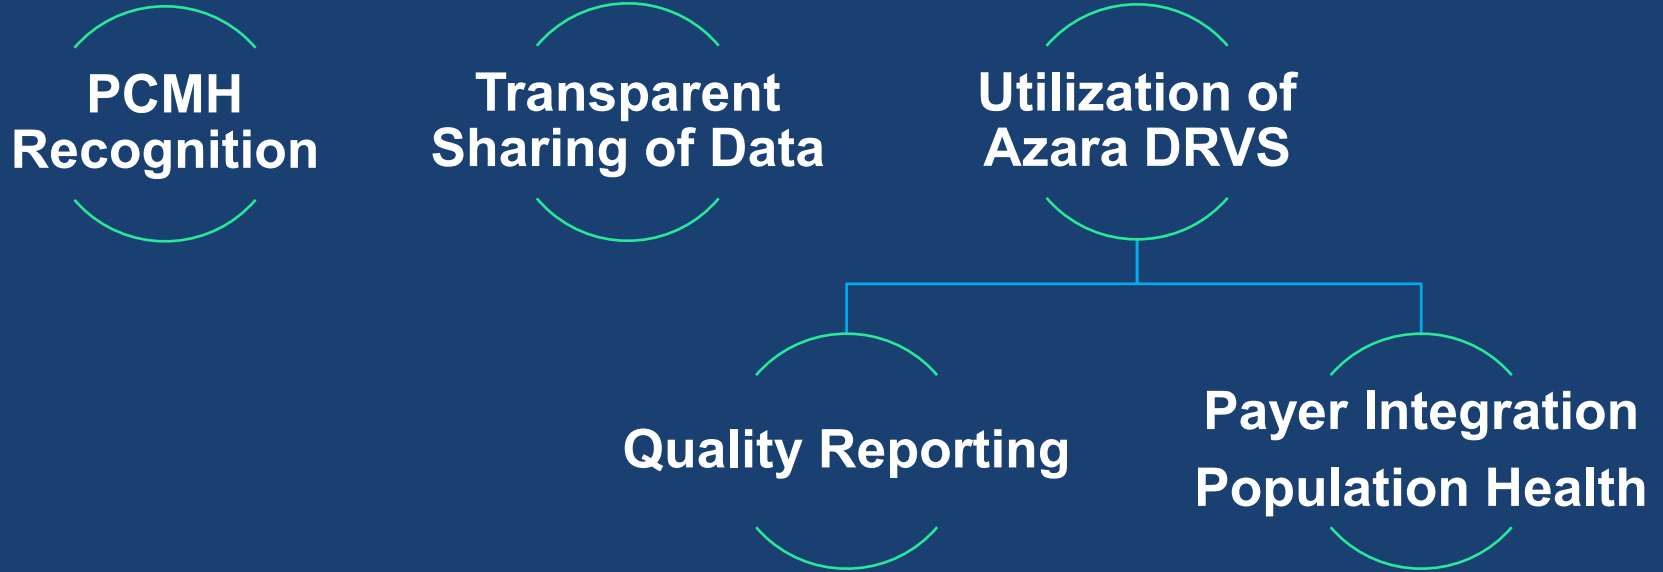 PCMH
Recognition
Transparent
Sharing of Data
Utilization of
Azara DRVS
Quality Reporting
Payer Integration
Population Health